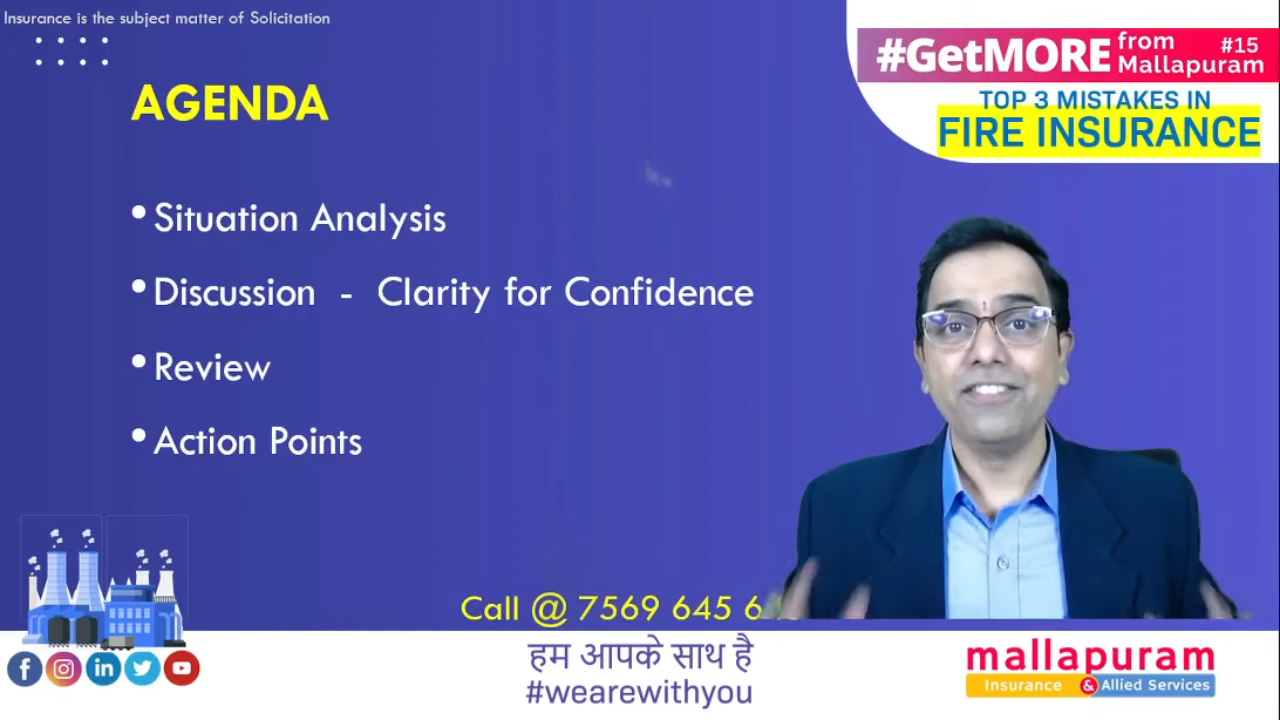 Insurance is the subject matter of Solicitation
#GetMORE from Mallapuram #15
TOP 3 MISTAKES IN
FIRE INSURANCE
AGENDA
• Situation Analysis
• Discussion - Clarity for Confidence
• Review
• Action Points
Call @ 7569 645 6
हम आपके साथ है
#wearewithyou
mallapuram
Insurance & Allied Services